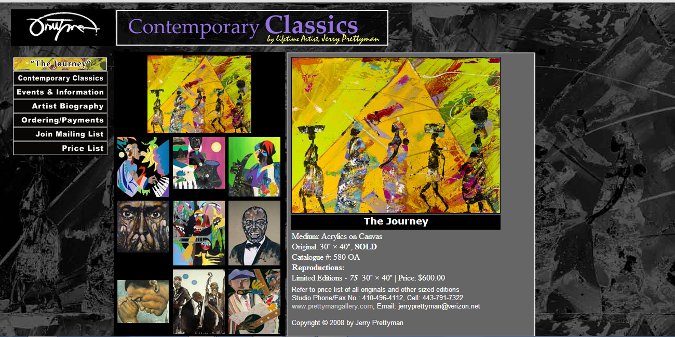 Contemporary Classics
by Lifetime Artist, Jerry Prettyman
"The Journey"
Contemporary Classics
Events & Information
Artist Biography
Ordering/Payments
Join Mailing List
Price List
The Journey
Medium: Acrylics on Canvas
Original: 30" × 40", SOLD
Catalogue #: 580 OA
Reproductions:
Limited Editions - 75 30" × 40" | Price: $600.00
Refer to price list of all originals and other sized editions
Studio Phone/Fax No.: 410-496-4112, Cell: 443-791-7322
www.prettymangallery.com, Email: jerryprettyman@verizon.net
Copyright © 2008 by Jerry Prettyman